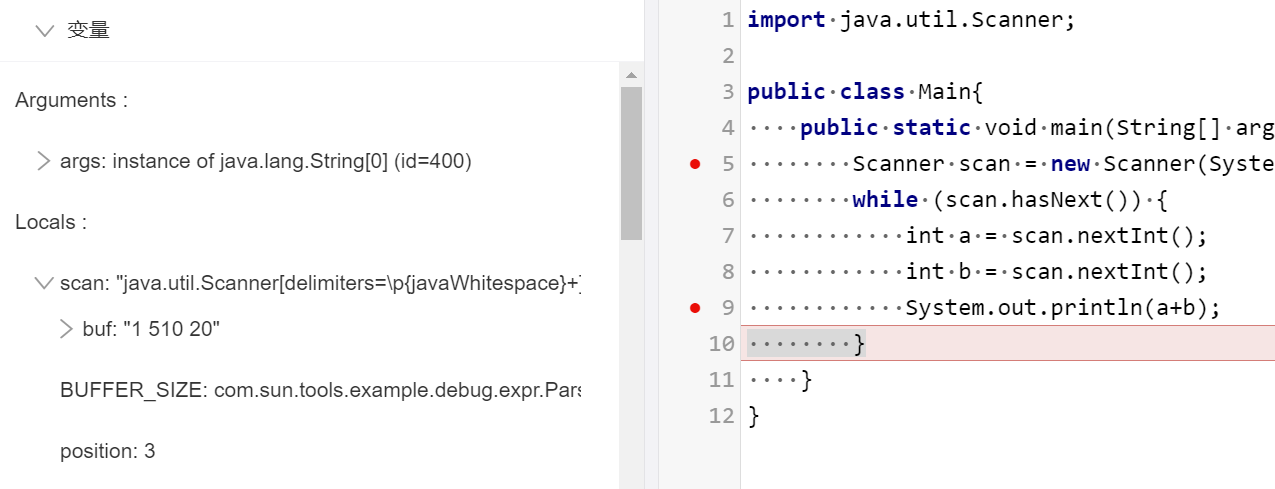 变量
Arguments :
args: instance of java.lang.String[0] (id=400)
Locals :
scan: "java.util.Scanner[delimiters=\p{javaWhitespace}+]
buf: "1 510 20"
BUFFER_SIZE: com.sun.tools.example.debug.expr.Pars
position: 3
1 import·java.util.Scanner;
2
3 public·class·Main{
4 ····public·static·void·main(String[]·arg
5 ········Scanner·scan·=·new·Scanner(Syste
6 ········while·(scan.hasNext())·{
7 ············int·a·=·scan.nextInt();
8 ············int·b·=·scan.nextInt();
9 ············System.out.println(a+b);
10 ········}
11 ····}
12 }